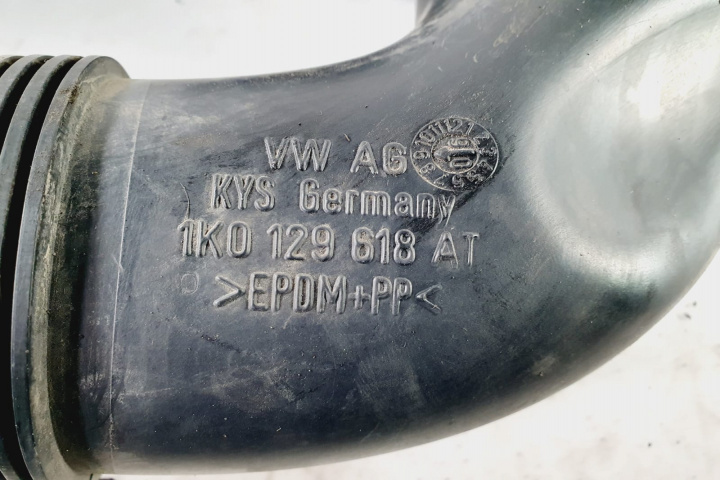 VW AG
KYS Germany
1K0 129 618 AT
>EPDM+PP<